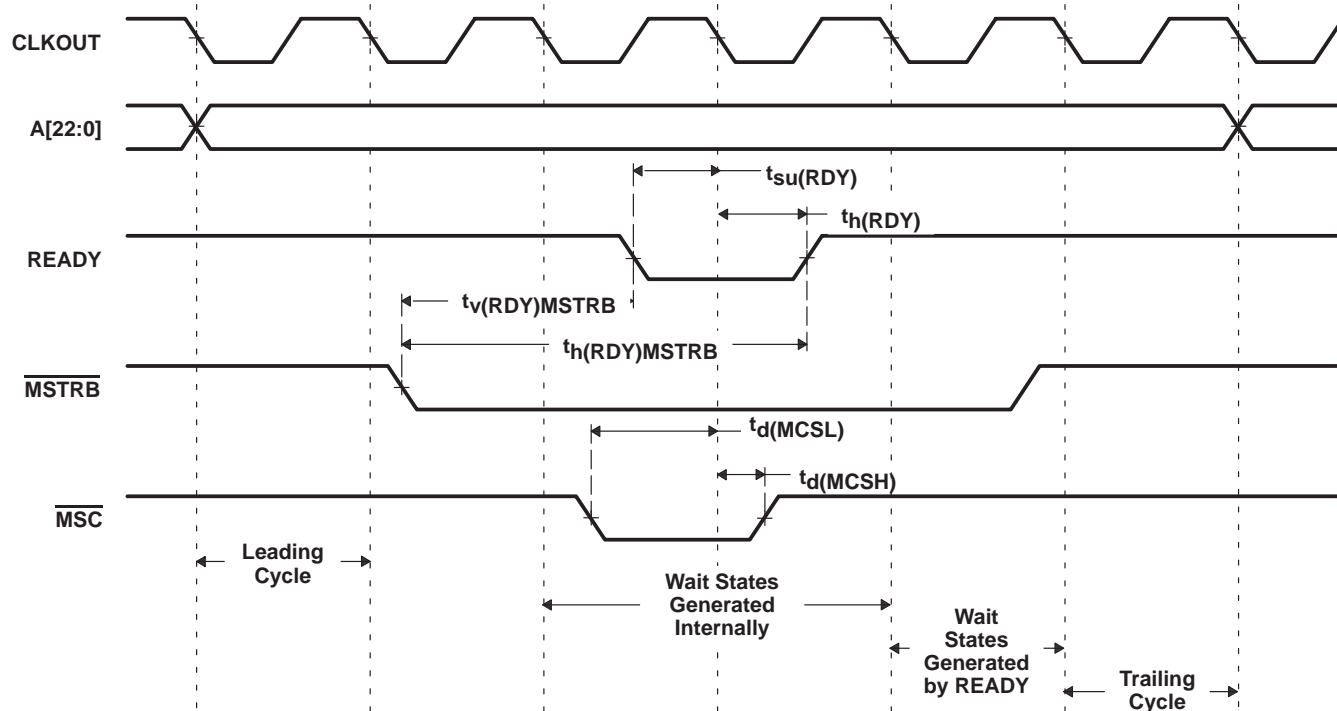 CLKOUT
A[22:0]
tsu(RDY)
th(RDY)
READY
tv(RDY)MSTRB
th(RDY)MSTRB
MSTRB
td(MCSL)
td(MCSH)
MSC
Leading
Cycle
Wait States
Generated
Internally
Wait
States
Generated
by READY
Trailing
Cycle